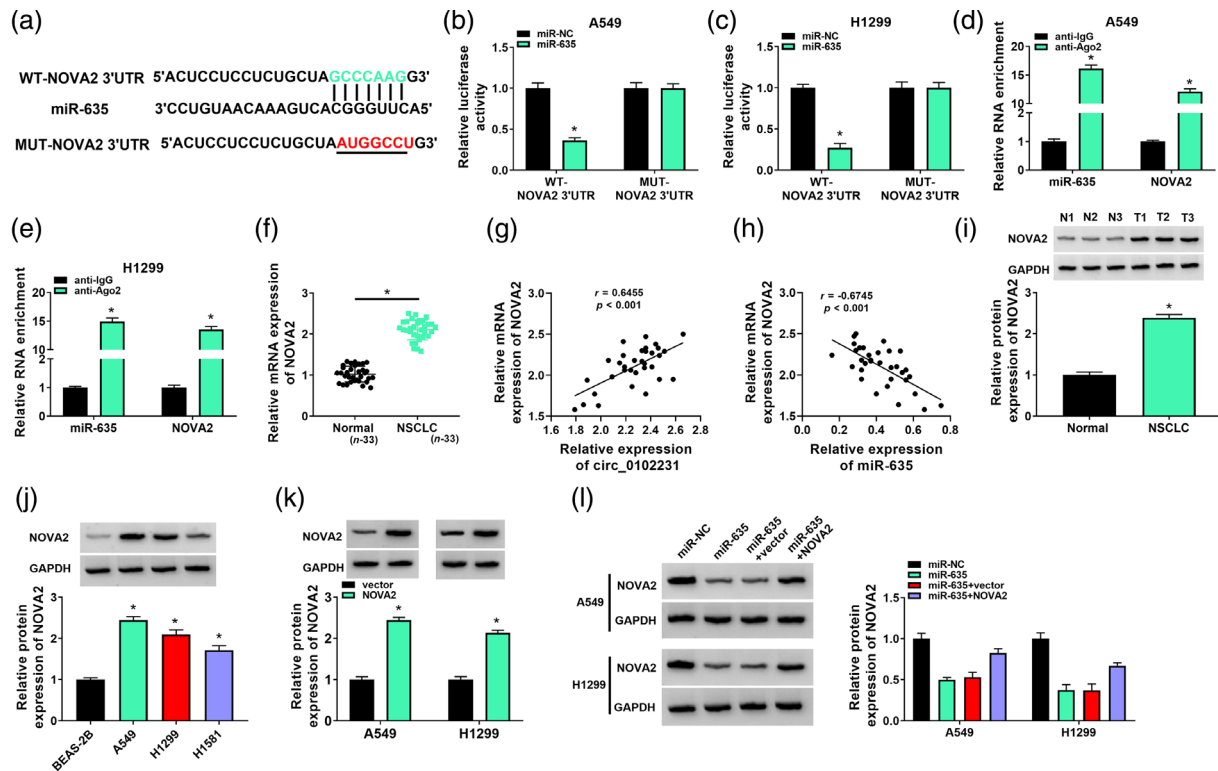 (a)
WT-NOVA2 3'UTR 5'ACUCCUCCUCUGCUAGCCCAAGG3'
miR-635 3'CCUGUAACAAAGUCACGGGUUCA5'
MUT-NOVA2 3'UTR 5'ACUCCUCCUCUGCUAAUGGCCUG3'
(b)
A549
miR-NC
miR-635
Relative luciferase
activity
1.5
1.0
0.5
0.0
*
WT-
NOVA2 3'UTR
MUT-
NOVA2 3'UTR
(c)
H1299
miR-NC
miR-635
Relative luciferase
activity
1.5
1.0
0.5
0.0
*
WT-
NOVA2 3'UTR
MUT-
NOVA2 3'UTR
(d)
A549
anti-IgG
anti-Ago2
Relative RNA enrichment
20
15
10
2
1
0
*
*
miR-635
NOVA2
(e)
H1299
anti-IgG
anti-Ago2
Relative RNA enrichment
20
15
10
2
1
0
*
*
miR-635
NOVA2
(f)
Relative mRNA expression
of NOVA2
3
2
1
0
*
Normal
(n-33)
NSCLC
(n-33)
(g)
r = 0.6455
p < 0.001
Relative mRNA
expression of NOVA2
3.0
2.5
2.0
1.5
1.6 1.8 2.0 2.2 2.4 2.6 2.8
Relative expression
of circ_0102231
(h)
r = -0.6745
p < 0.001
Relative mRNA
expression of NOVA2
3.0
2.5
2.0
1.5
0.0 0.2 0.4 0.6 0.8
Relative expression
of miR-635
(i)
N1 N2 N3 T1 T2 T3
NOVA2
GAPDH
Relative protein
expression of NOVA2
3
2
1
0
*
Normal
NSCLC
(j)
NOVA2
GAPDH
Relative protein
expression of NOVA2
3
2
1
0
*
*
*
BEAS-2B
A549
H1299
H1581
(k)
NOVA2
GAPDH
vector
NOVA2
Relative protein
expression of NOVA2
3
2
1
0
*
*
A549
H1299
(l)
miR-NC
miR-635
miR-635
+vector
miR-635
+NOVA2
A549
NOVA2
GAPDH
H1299
NOVA2
GAPDH
miR-NC
miR-635
miR-635+vector
miR-635+NOVA2
Relative protein
expression of NOVA2
1.5
1.0
0.5
0.0
A549
H1299